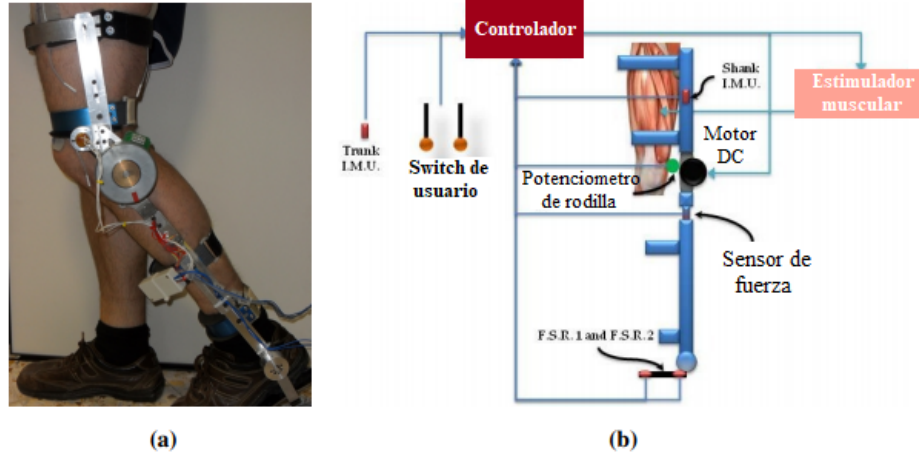 Controlador
Shank
I.M.U.
Estimulador
muscular
Motor
DC
Trunk
I.M.U.
Switch de
usuario
Potenciometro
de rodilla
Sensor de
fuerza
F.S.R.1 and F.S.R.2
(a)
(b)